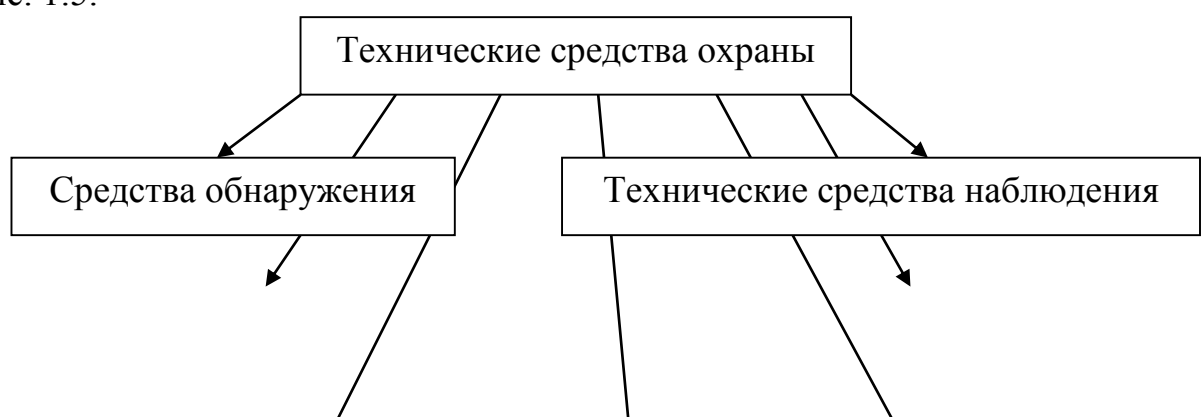 Технические средства охраны
Средства обнаружения
Технические средства наблюдения